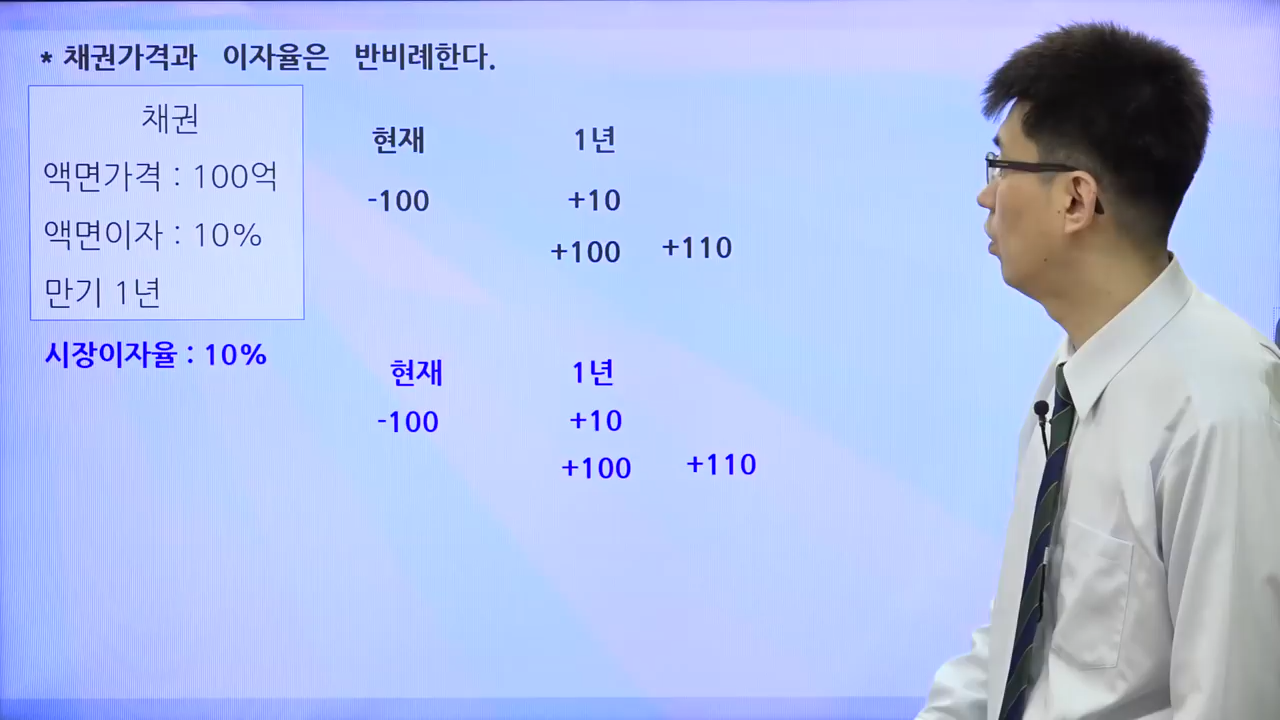 * 채권가격과 이자율은 반비례한다.
채권
액면가격 : 100억
액면이자 : 10%
만기 1년
시장이자율 : 10%
현재 1년
-100 +10
+100 +110
현재 1년
-100 +10
+100 +110